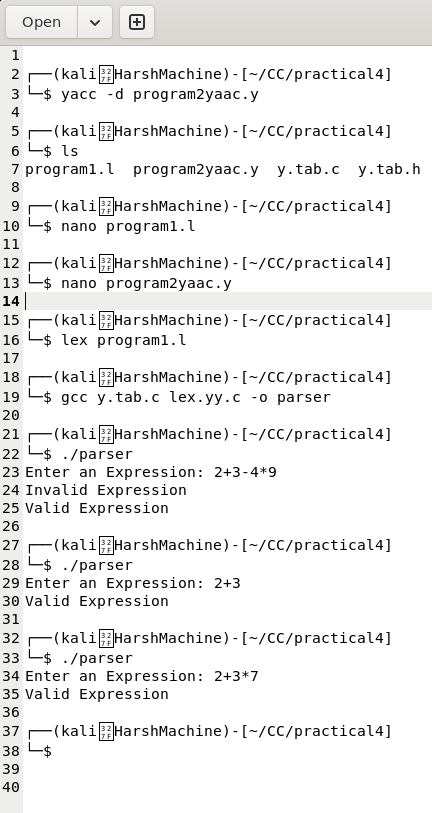 Open
1
2 ┌──(kali㉿HarshMachine)-[~/CC/practical4]
3 └─$ yacc -d program2yaac.y
4
5 ┌──(kali㉿HarshMachine)-[~/CC/practical4]
6 └─$ ls
7 program1.l  program2yaac.y  y.tab.c  y.tab.h
8
9 ┌──(kali㉿HarshMachine)-[~/CC/practical4]
10 └─$ nano program1.l
11
12 ┌──(kali㉿HarshMachine)-[~/CC/practical4]
13 └─$ nano program2yaac.y
14
15 ┌──(kali㉿HarshMachine)-[~/CC/practical4]
16 └─$ lex program1.l
17
18 ┌──(kali㉿HarshMachine)-[~/CC/practical4]
19 └─$ gcc y.tab.c lex.yy.c -o parser
20
21 ┌──(kali㉿HarshMachine)-[~/CC/practical4]
22 └─$ ./parser
23 Enter an Expression: 2+3-4*9
24 Invalid Expression
25 Valid Expression
26
27 ┌──(kali㉿HarshMachine)-[~/CC/practical4]
28 └─$ ./parser
29 Enter an Expression: 2+3
30 Valid Expression
31
32 ┌──(kali㉿HarshMachine)-[~/CC/practical4]
33 └─$ ./parser
34 Enter an Expression: 2+3*7
35 Valid Expression
36
37 ┌──(kali㉿HarshMachine)-[~/CC/practical4]
38 └─$
39
40